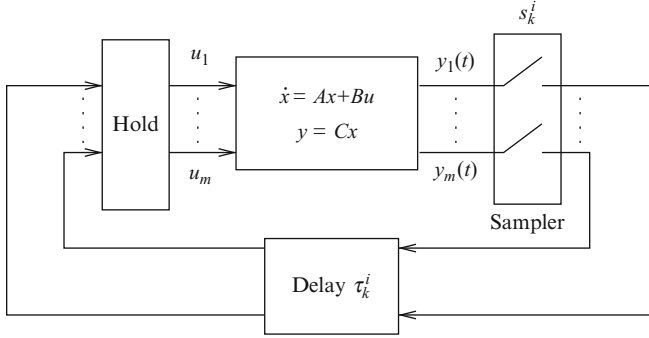 s_k^i
u_1
y_1(t)
ẋ = Ax+Bu
Hold
y = Cx
u_m
y_m(t)
Sampler
Delay τ_k^i